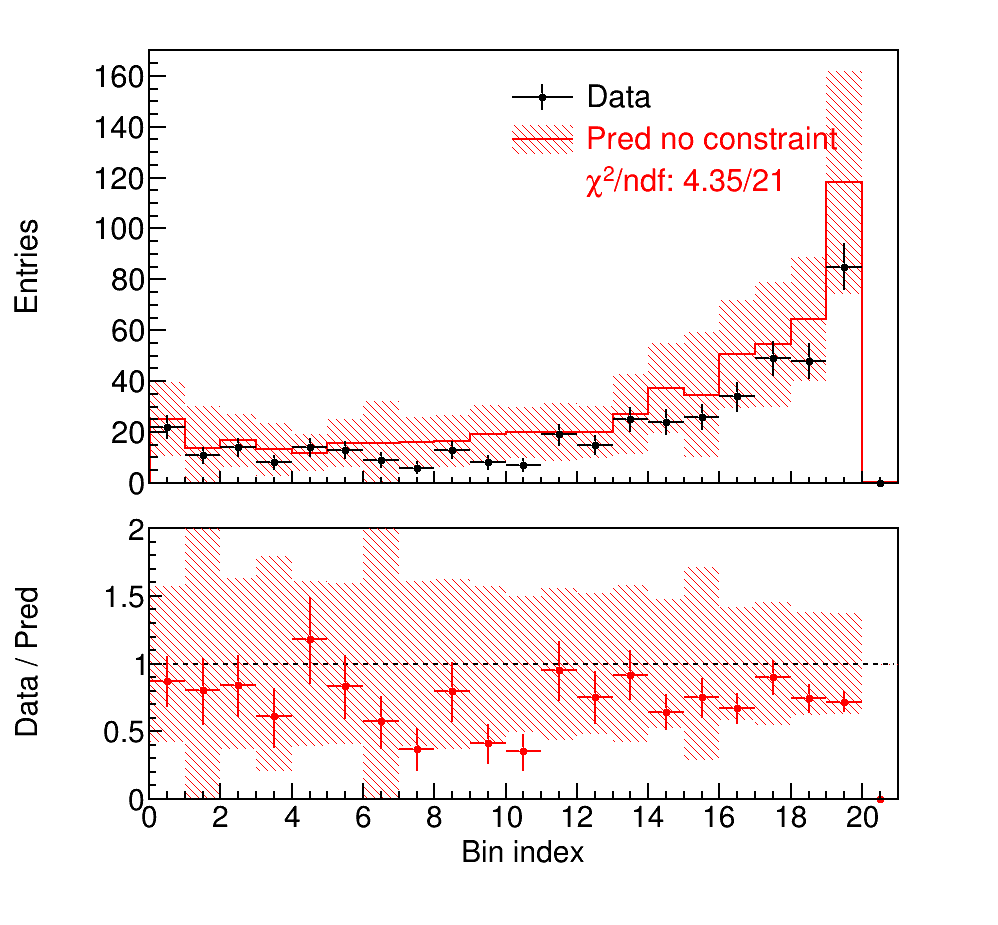 160
140
120
100
80
60
40
20
0
Entries
Data
Pred no constraint
χ²/ndf: 4.35/21
2
1.5
1
0.5
0
Data / Pred
0 2 4 6 8 10 12 14 16 18 20
Bin index